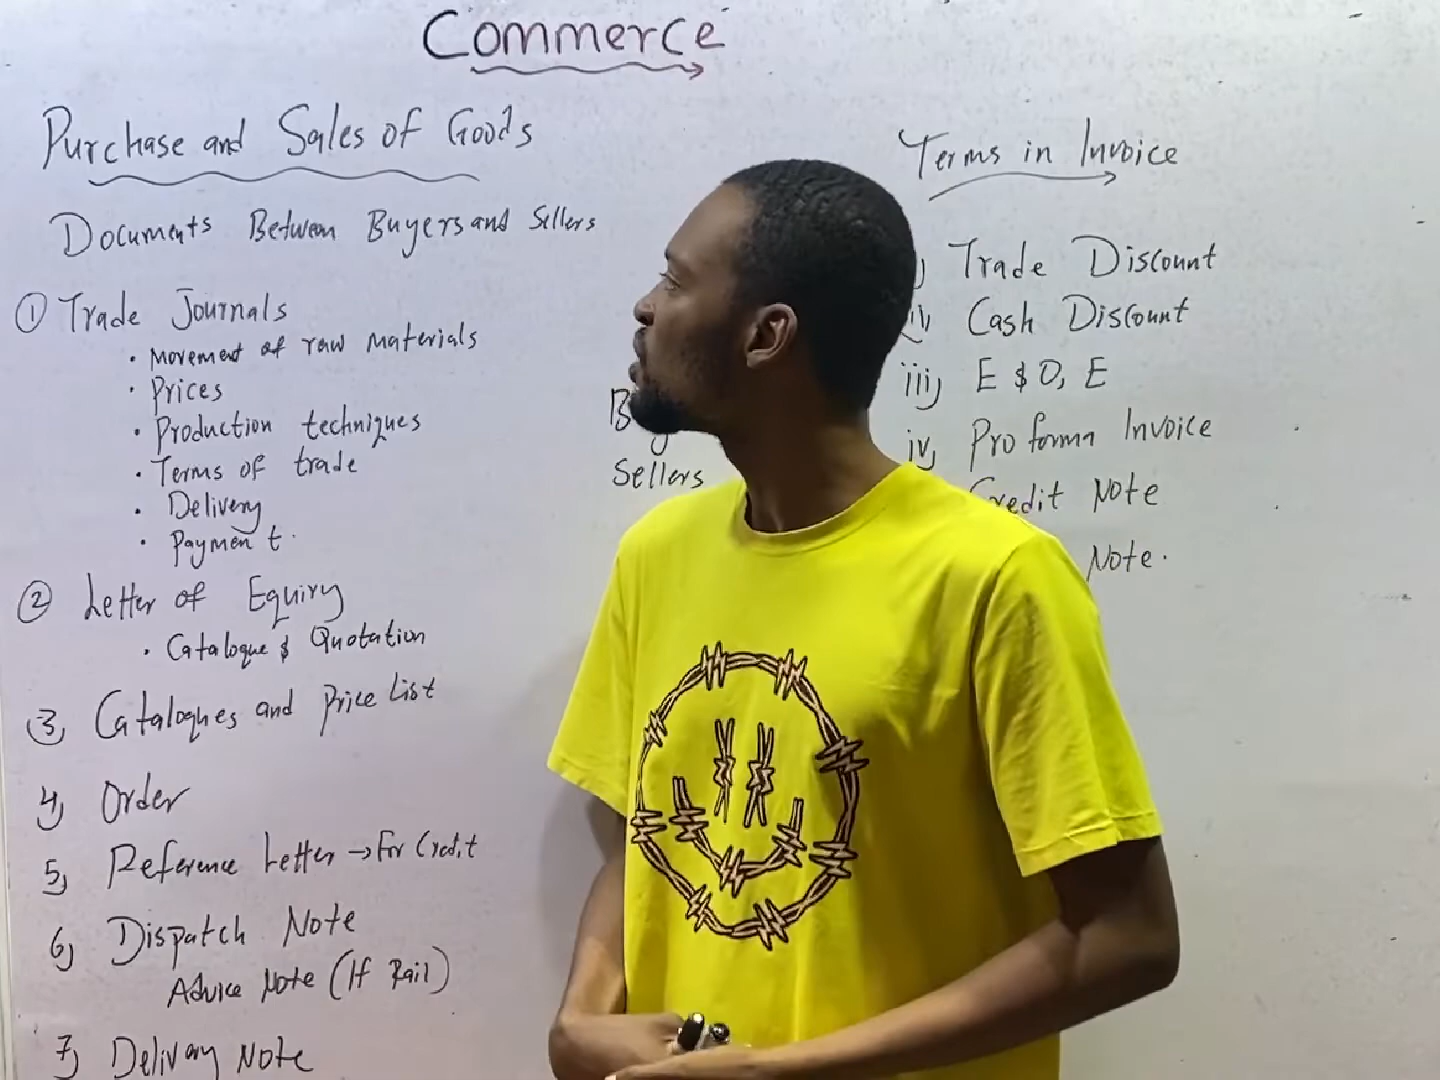 Commerce
Purchase and Sales of Goods
Documents Between Buyers and Sellers
① Trade Journals
• Movement of raw materials
• Prices
• Production techniques
• Terms of trade
• Delivery
• Payment
② Letter of Equiry
• Catalogue & Quotation
③ Catalogues and Price List
4) Order
5) Reference Letter → For Credit
6) Dispatch Note
Advice Note (If Rail)
7) Delivery Note
Sellers
Terms in Invoice
) Trade Discount
ii) Cash Discount
iii) E & O, E
iv) Pro forma Invoice
Credit Note
Note.